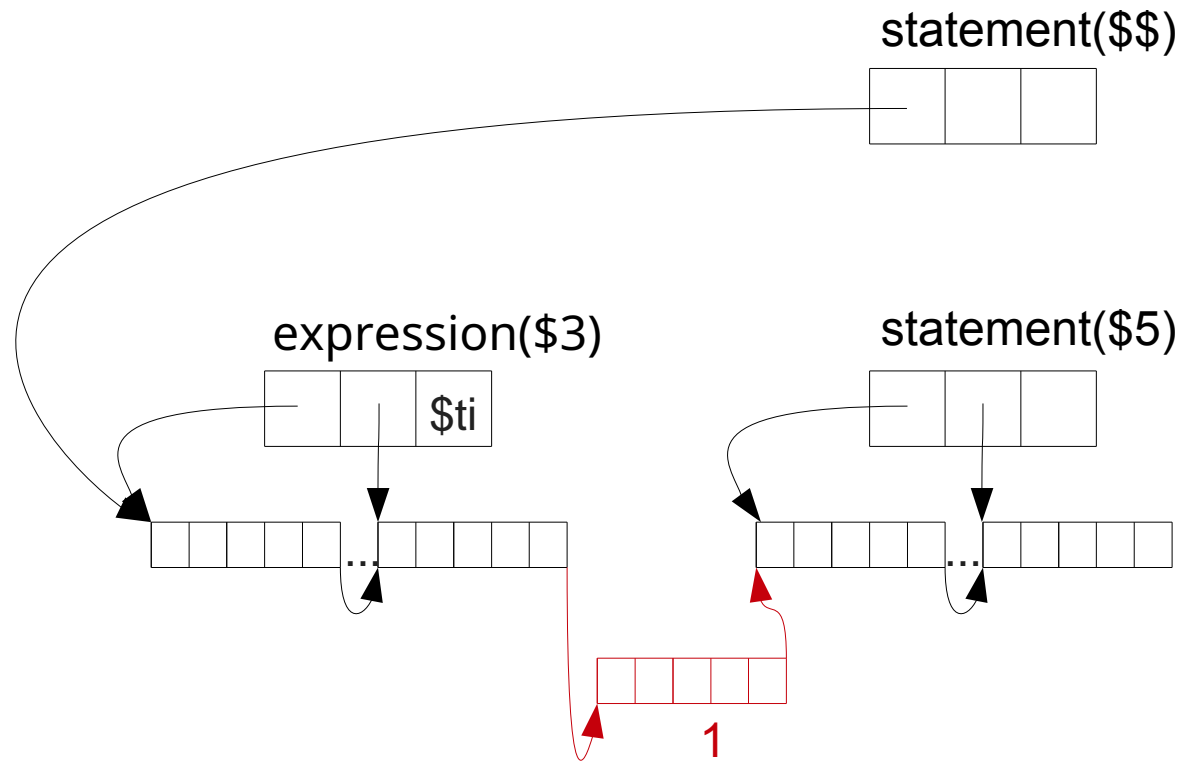 statement($$)
expression($3)
statement($5)
$ti
...
...
1